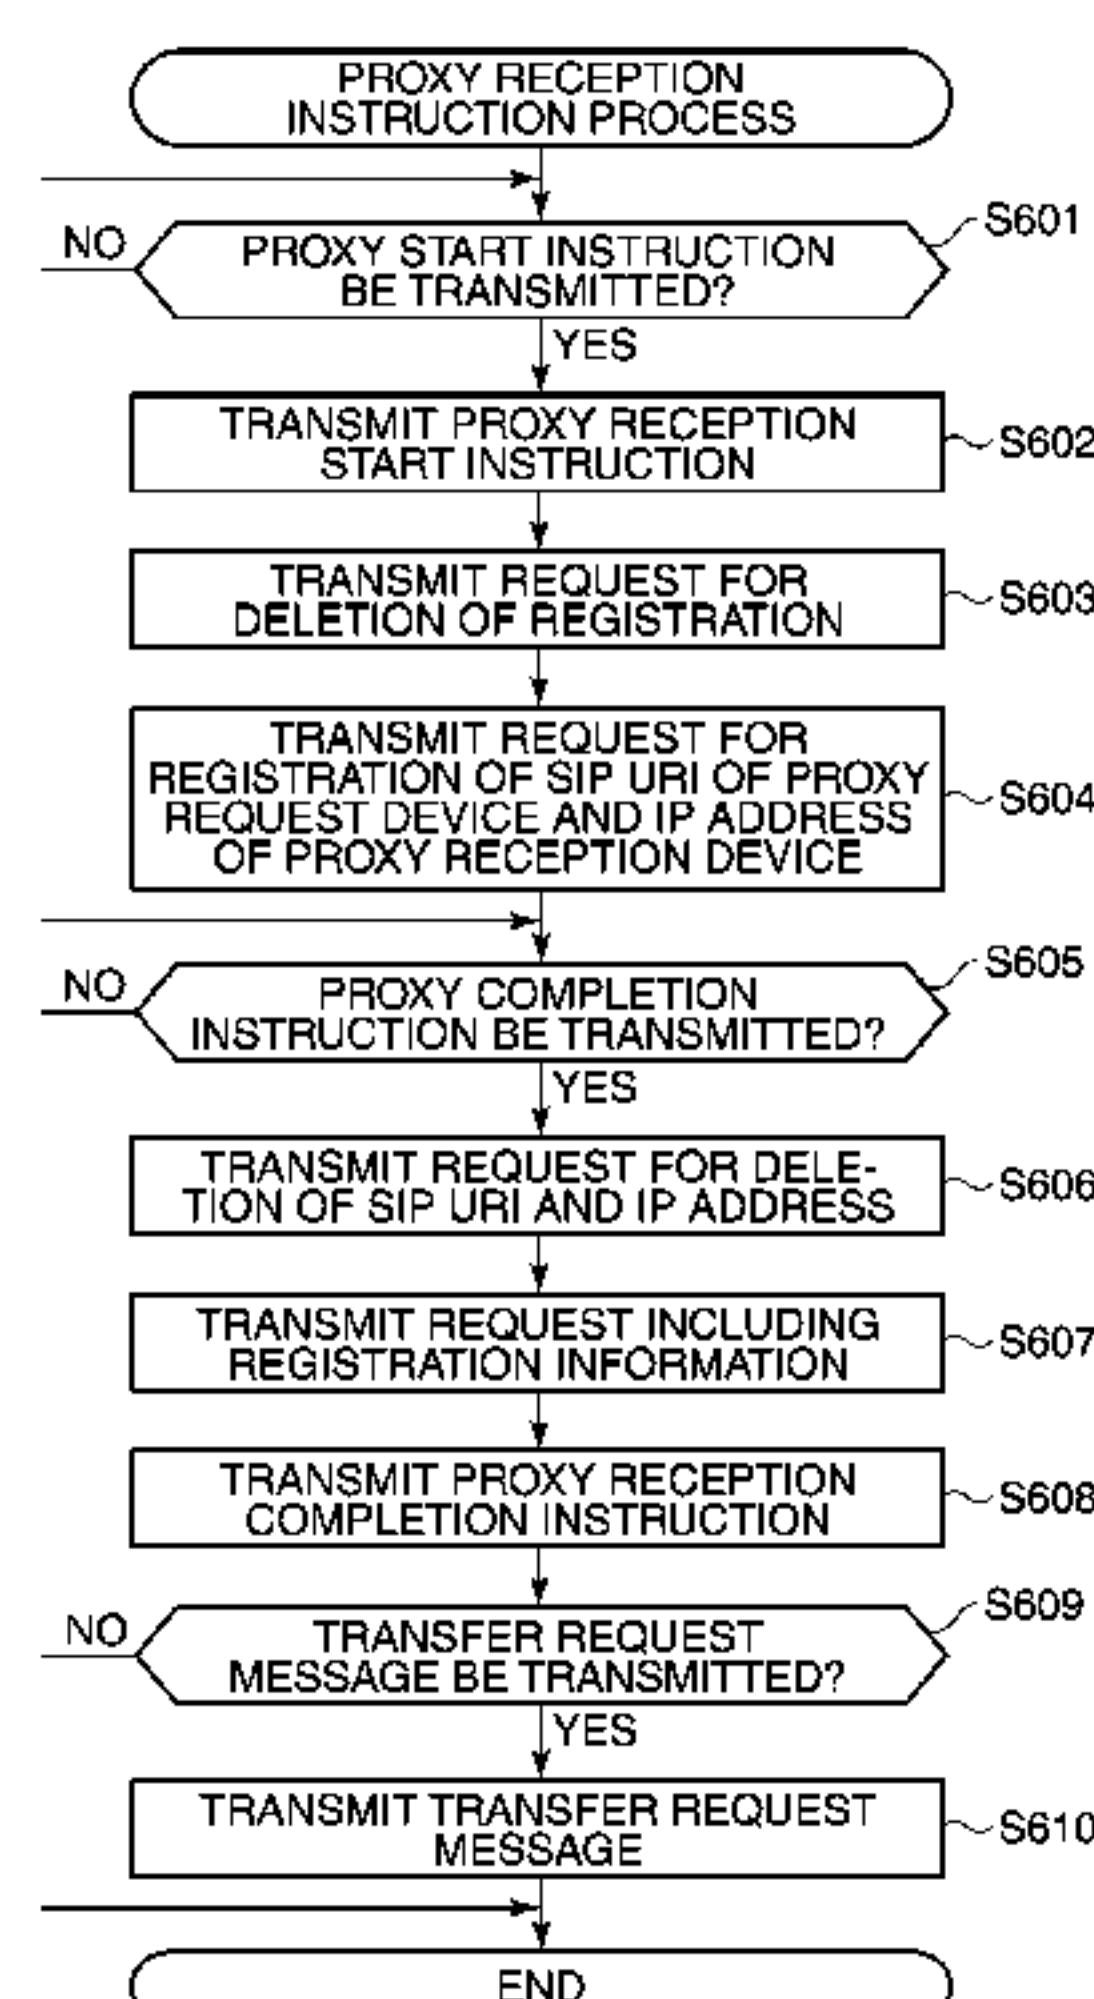 PROXY RECEPTION
INSTRUCTION PROCESS
S601
NO
PROXY START INSTRUCTION
BE TRANSMITTED?
YES
TRANSMIT PROXY RECEPTION
START INSTRUCTION
S602
TRANSMIT REQUEST FOR
DELETION OF REGISTRATION
S603
TRANSMIT REQUEST FOR
REGISTRATION OF SIP URI OF PROXY
REQUEST DEVICE AND IP ADDRESS
OF PROXY RECEPTION DEVICE
S604
S605
NO
PROXY COMPLETION
INSTRUCTION BE TRANSMITTED?
YES
TRANSMIT REQUEST FOR DELE-
TION OF SIP URI AND IP ADDRESS
S606
TRANSMIT REQUEST INCLUDING
REGISTRATION INFORMATION
S607
TRANSMIT PROXY RECEPTION
COMPLETION INSTRUCTION
S608
S609
NO
TRANSFER REQUEST
MESSAGE BE TRANSMITTED?
YES
TRANSMIT TRANSFER REQUEST
MESSAGE
S610
END